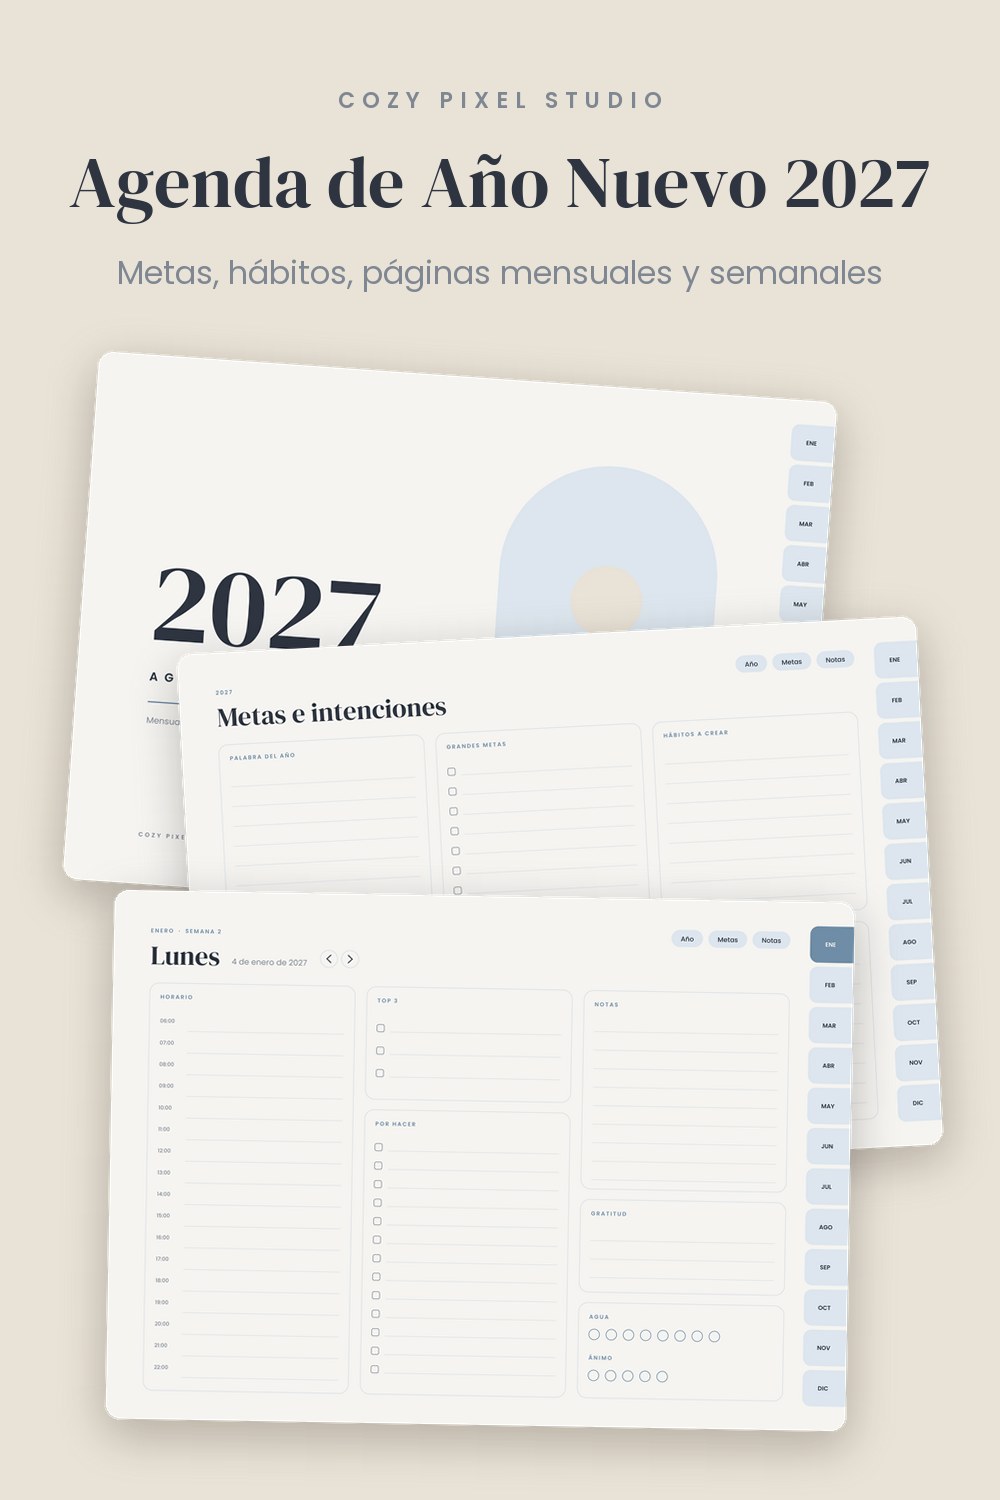 COZY PIXEL STUDIO
Agenda de Año Nuevo 2027
Metas, hábitos, páginas mensuales y semanales
2027
ENE
FEB
MAR
ABR
MAY
2027
Metas e intenciones
Año Metas Notas
PALABRA DEL AÑO
GRANDES METAS
HÁBITOS A CREAR
ENE
FEB
MAR
ABR
MAY
JUN
JUL
AGO
SEP
OCT
NOV
DIC
COZY
ENERO · SEMANA 2
Lunes 4 de enero de 2027 < >
Año Metas Notas
HORARIO
06:00
07:00
08:00
09:00
10:00
11:00
12:00
13:00
14:00
15:00
16:00
17:00
18:00
19:00
20:00
21:00
22:00
TOP 3
POR HACER
NOTAS
GRATITUD
AGUA
ÁNIMO
ENE
FEB
MAR
ABR
MAY
JUN
JUL
AGO
SEP
OCT
NOV
DIC